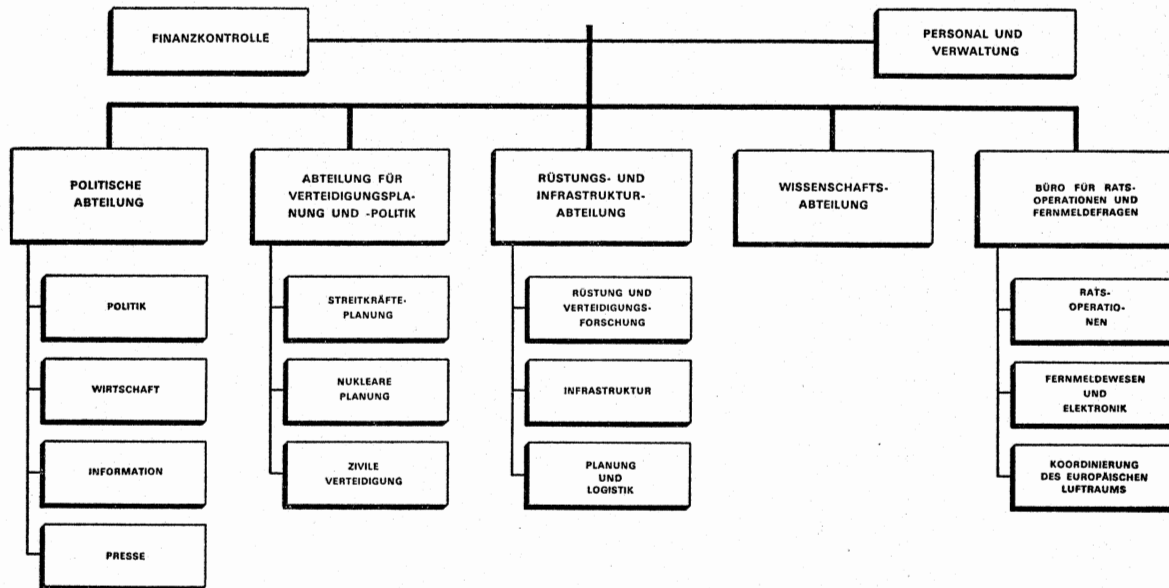 FINANZKONTROLLE
PERSONAL UND
VERWALTUNG
POLITISCHE
ABTEILUNG
ABTEILUNG FÜR
VERTEIDIGUNGSPLA-
NUNG UND -POLITIK
RÜSTUNGS- UND
INFRASTRUKTUR-
ABTEILUNG
WISSENSCHAFTS-
ABTEILUNG
BÜRO FÜR RATS-
OPERATIONEN UND
FERNMELDEFRAGEN
POLITIK
WIRTSCHAFT
INFORMATION
PRESSE
STREITKRÄFTE-
PLANUNG
NUKLEARE
PLANUNG
ZIVILE
VERTEIDIGUNG
RÜSTUNG UND
VERTEIDIGUNGS-
FORSCHUNG
INFRASTRUKTUR
PLANUNG
UND
LOGISTIK
RATS-
OPERATIO-
NEN
FERNMELDEWESEN
UND
ELEKTRONIK
KOORDINIERUNG
DES EUROPÄISCHEN
LUFTRAUMS